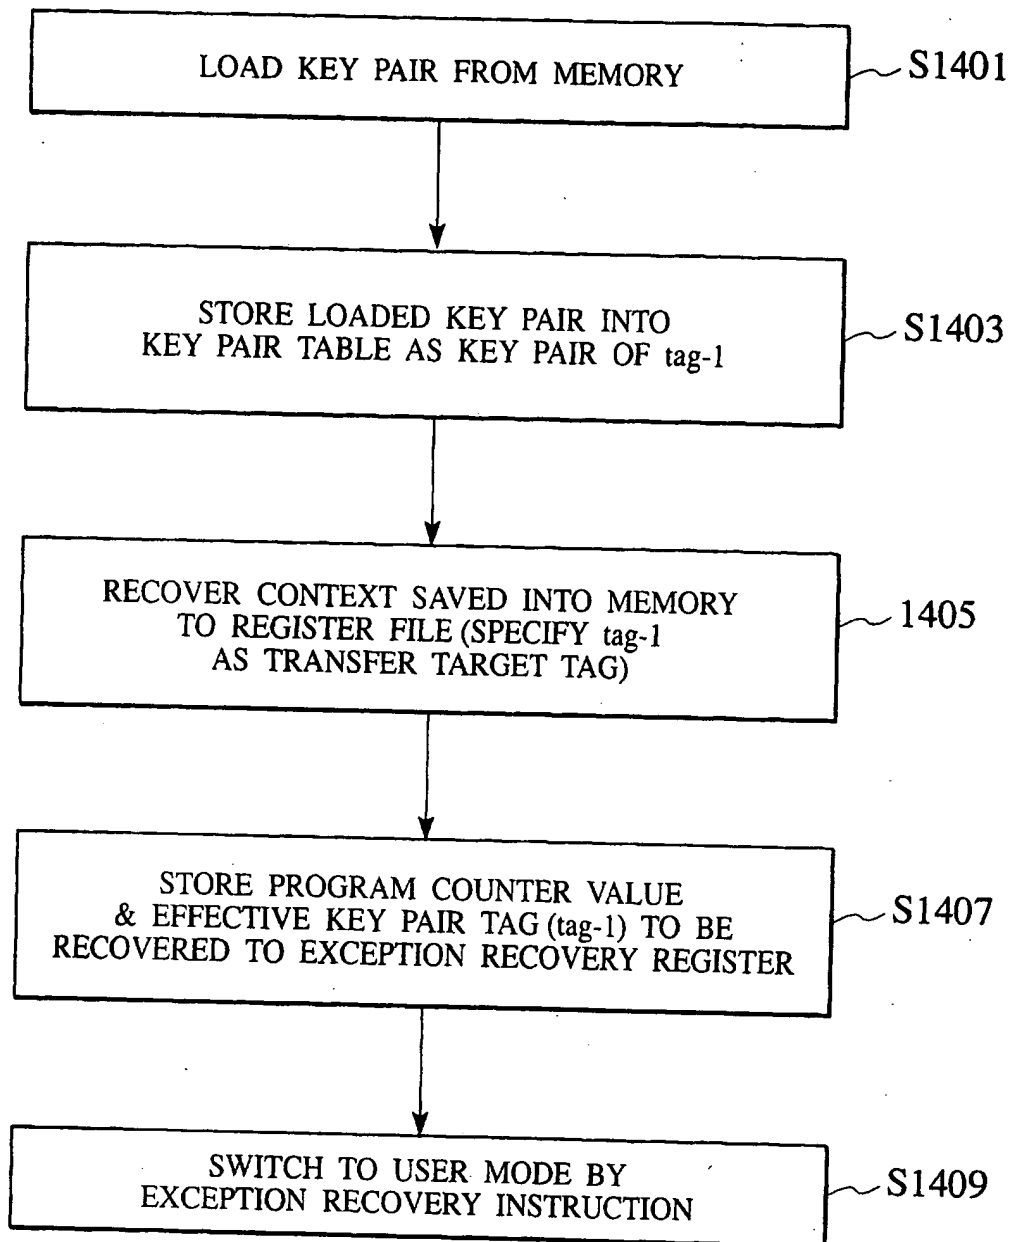 LOAD KEY PAIR FROM MEMORY
S1401
STORE LOADED KEY PAIR INTO
KEY PAIR TABLE AS KEY PAIR OF tag-1
S1403
RECOVER CONTEXT SAVED INTO MEMORY
TO REGISTER FILE (SPECIFY tag-1
AS TRANSFER TARGET TAG)
1405
STORE PROGRAM COUNTER VALUE
& EFFECTIVE KEY PAIR TAG (tag-1) TO BE
RECOVERED TO EXCEPTION RECOVERY REGISTER
S1407
SWITCH TO USER MODE BY
EXCEPTION RECOVERY INSTRUCTION
S1409